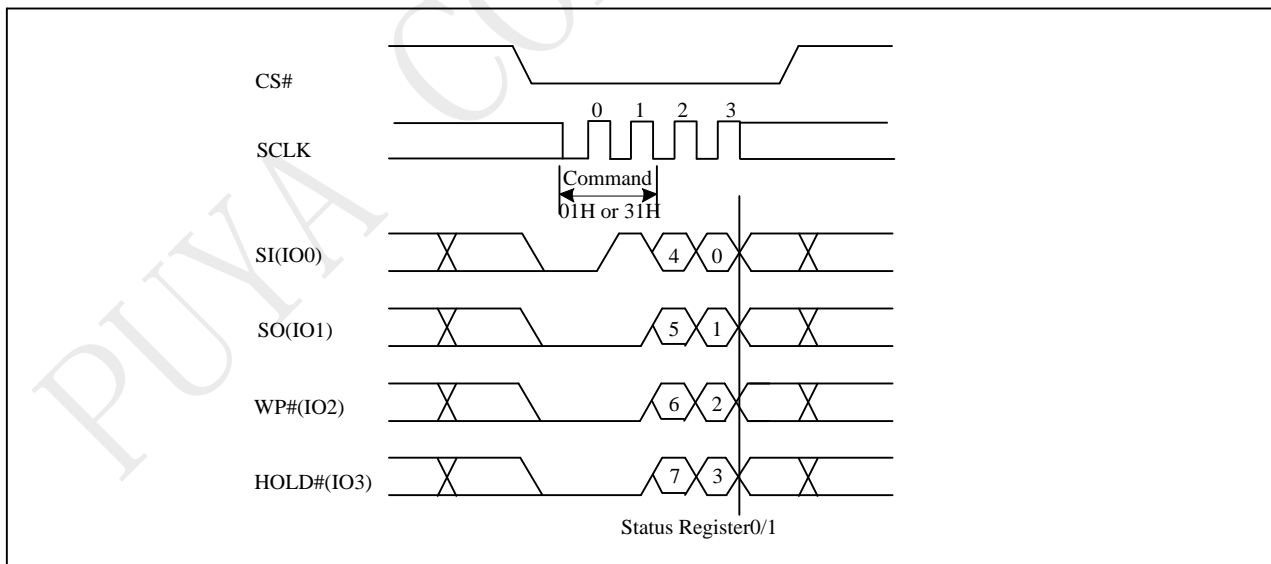 PUYA CO
CS#
0 1 2 3
SCLK
Command
01H or 31H
SI(IO0)
4 0
SO(IO1)
5 1
WP#(IO2)
6 2
HOLD#(IO3)
7 3
Status Register0/1